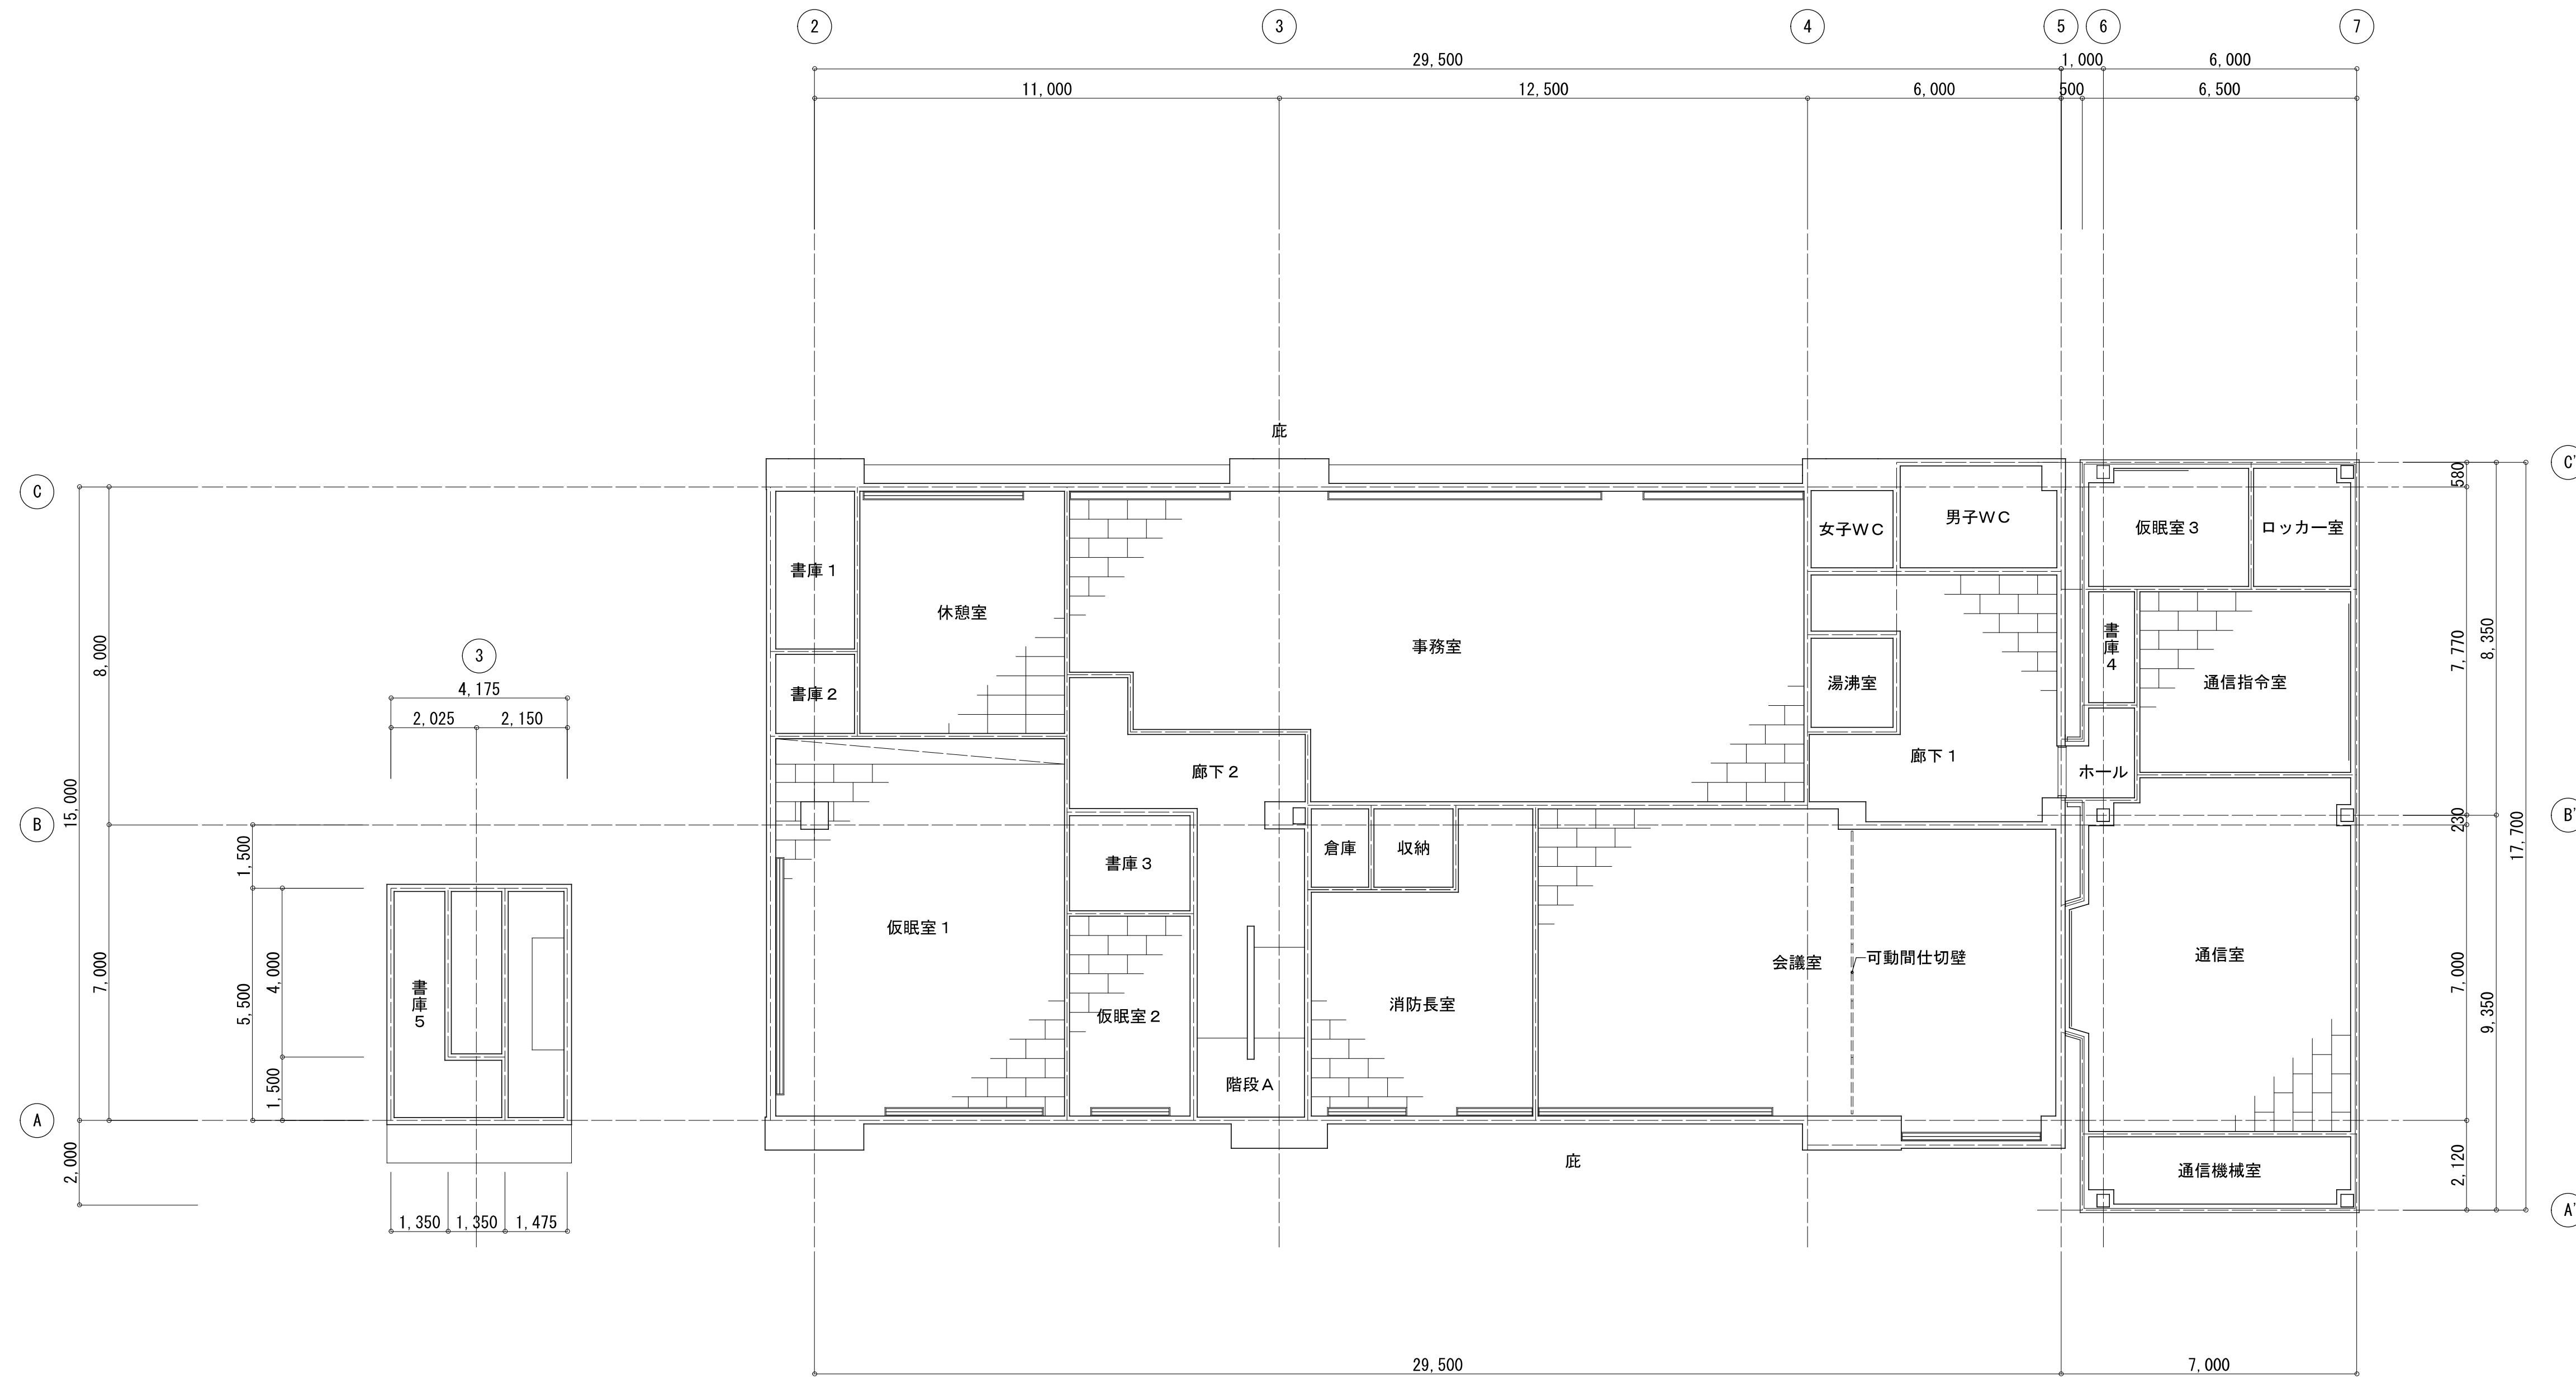 2
3
4
5
6
7
29,500
1,000
6,000
11,000
12,500
6,000
500
6,500
庇
C
C'
580
書庫1
休憩室
事務室
女子WC
男子WC
仮眠室3
ロッカー室
書庫2
湯沸室
書庫4
通信指令室
8,000
7,770
8,350
3
4,175
2,025
2,150
廊下2
廊下1
ホール
15,000
B
B'
230
17,700
1,500
倉庫
収納
書庫3
仮眠室1
会議室
可動間仕切壁
通信室
7,000
5,500
4,000
書庫5
仮眠室2
消防長室
7,000
9,350
1,500
階段A
A
2,000
庇
通信機械室
2,120
A'
1,350
1,350
1,475
29,500
7,000